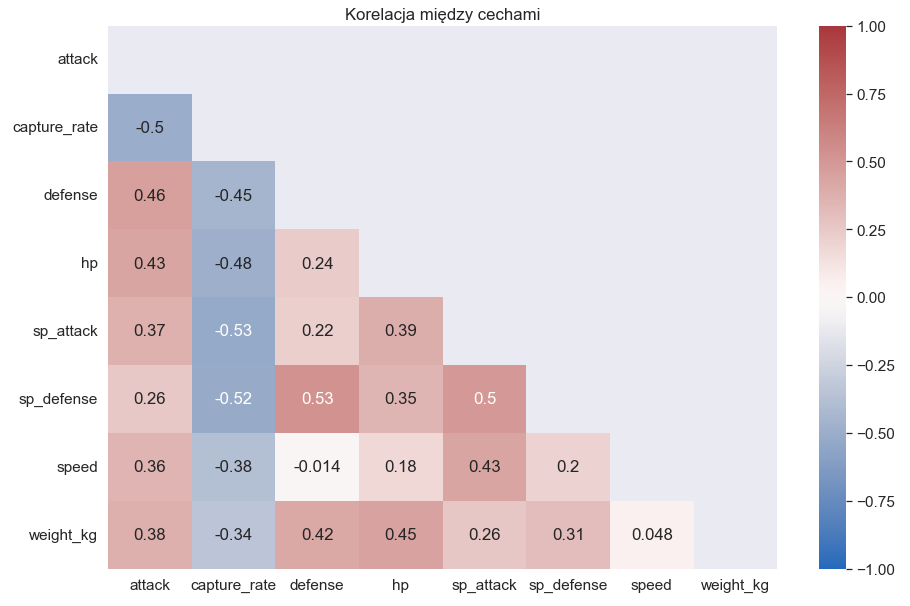 Korelacja między cechami
attack
capture_rate -0.5
defense 0.46 -0.45
hp 0.43 -0.48 0.24
sp_attack 0.37 -0.53 0.22 0.39
sp_defense 0.26 -0.52 0.53 0.35 0.5
speed 0.36 -0.38 -0.014 0.18 0.43 0.2
weight_kg 0.38 -0.34 0.42 0.45 0.26 0.31 0.048
attack capture_rate defense hp sp_attack sp_defense speed weight_kg
1.00
0.75
0.50
0.25
0.00
−0.25
−0.50
−0.75
−1.00